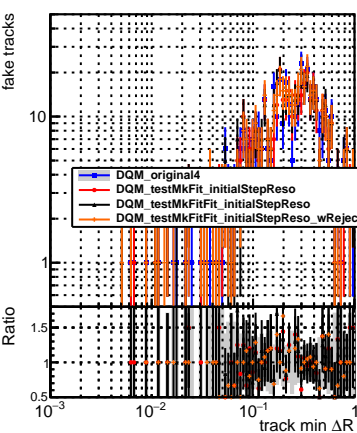 fake tracks
10
DQM_original4
DQM_testMkFit_initialStepReso
DQM_testMkFitFit_initialStepReso
DQM_testMkFitFit_initialStepReso_wRejec
1
Ratio
1.5
1
0.5
10⁻³ 10⁻² 10⁻¹ 1
track min ΔR